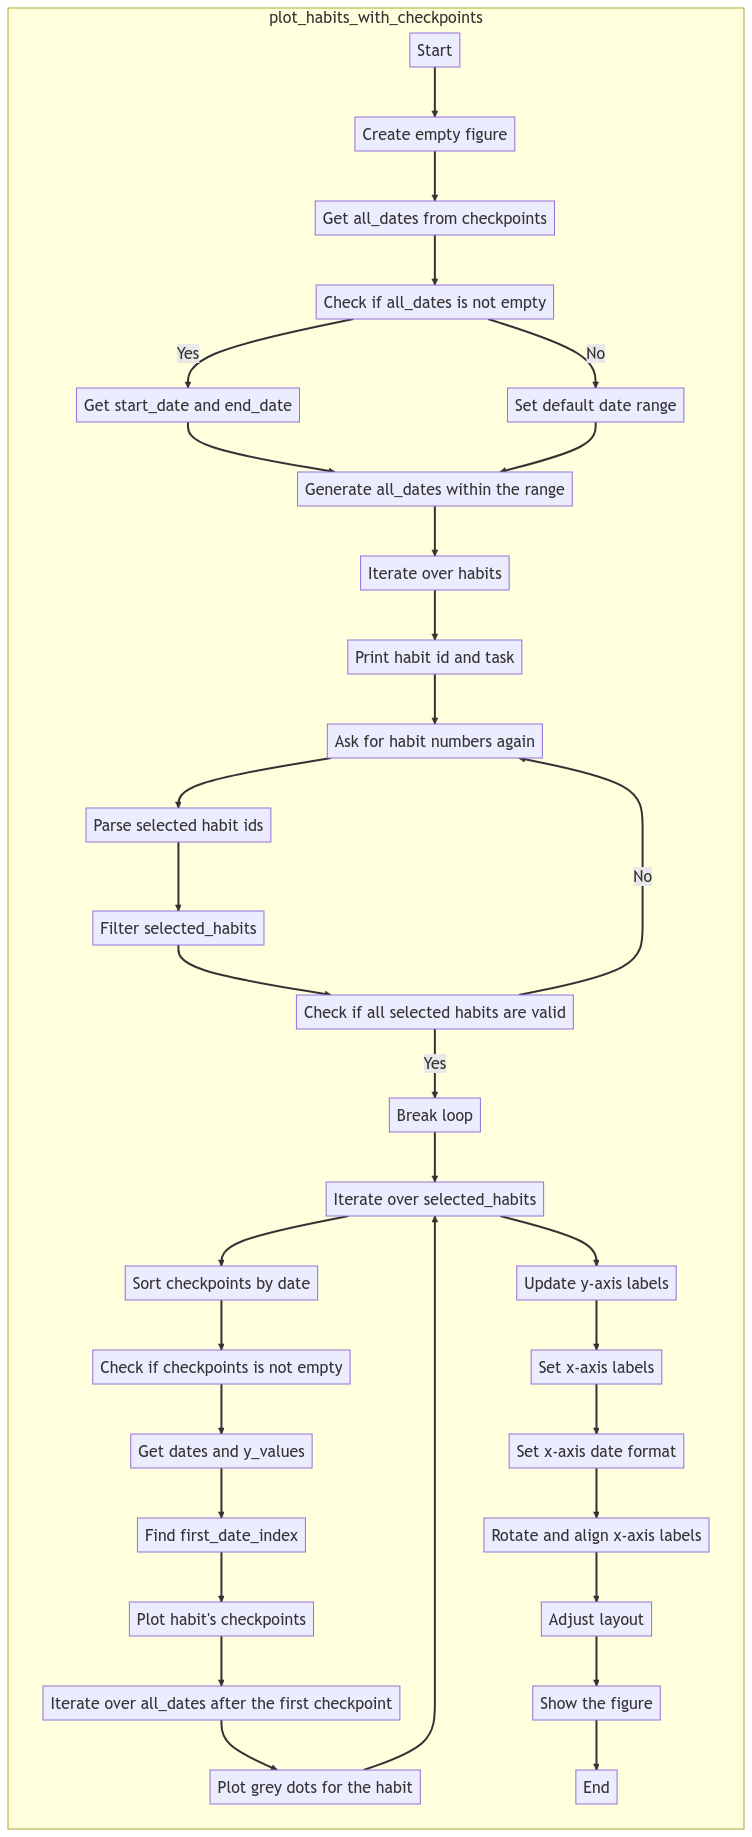 plot_habits_with_checkpoints
Start
Create empty figure
Get all_dates from checkpoints
Check if all_dates is not empty
Yes
No
Get start_date and end_date
Set default date range
Generate all_dates within the range
Iterate over habits
Print habit id and task
Ask for habit numbers again
Parse selected habit ids
No
Filter selected_habits
Check if all selected habits are valid
Yes
Break loop
Iterate over selected_habits
Sort checkpoints by date
Update y-axis labels
Check if checkpoints is not empty
Set x-axis labels
Get dates and y_values
Set x-axis date format
Find first_date_index
Rotate and align x-axis labels
Plot habit's checkpoints
Adjust layout
Iterate over all_dates after the first checkpoint
Show the figure
Plot grey dots for the habit
End